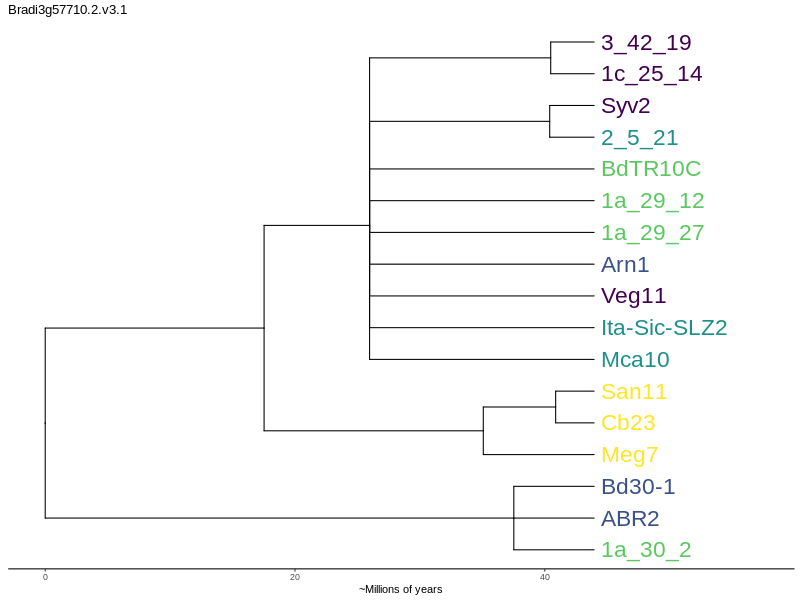 Bradi3g57710.2.v3.1
3_42_19
1c_25_14
Syv2
2_5_21
BdTR10C
1a_29_12
1a_29_27
Arn1
Veg11
Ita-Sic-SLZ2
Mca10
San11
Cb23
Meg7
Bd30-1
ABR2
1a_30_2
0 20 40
~Millions of years